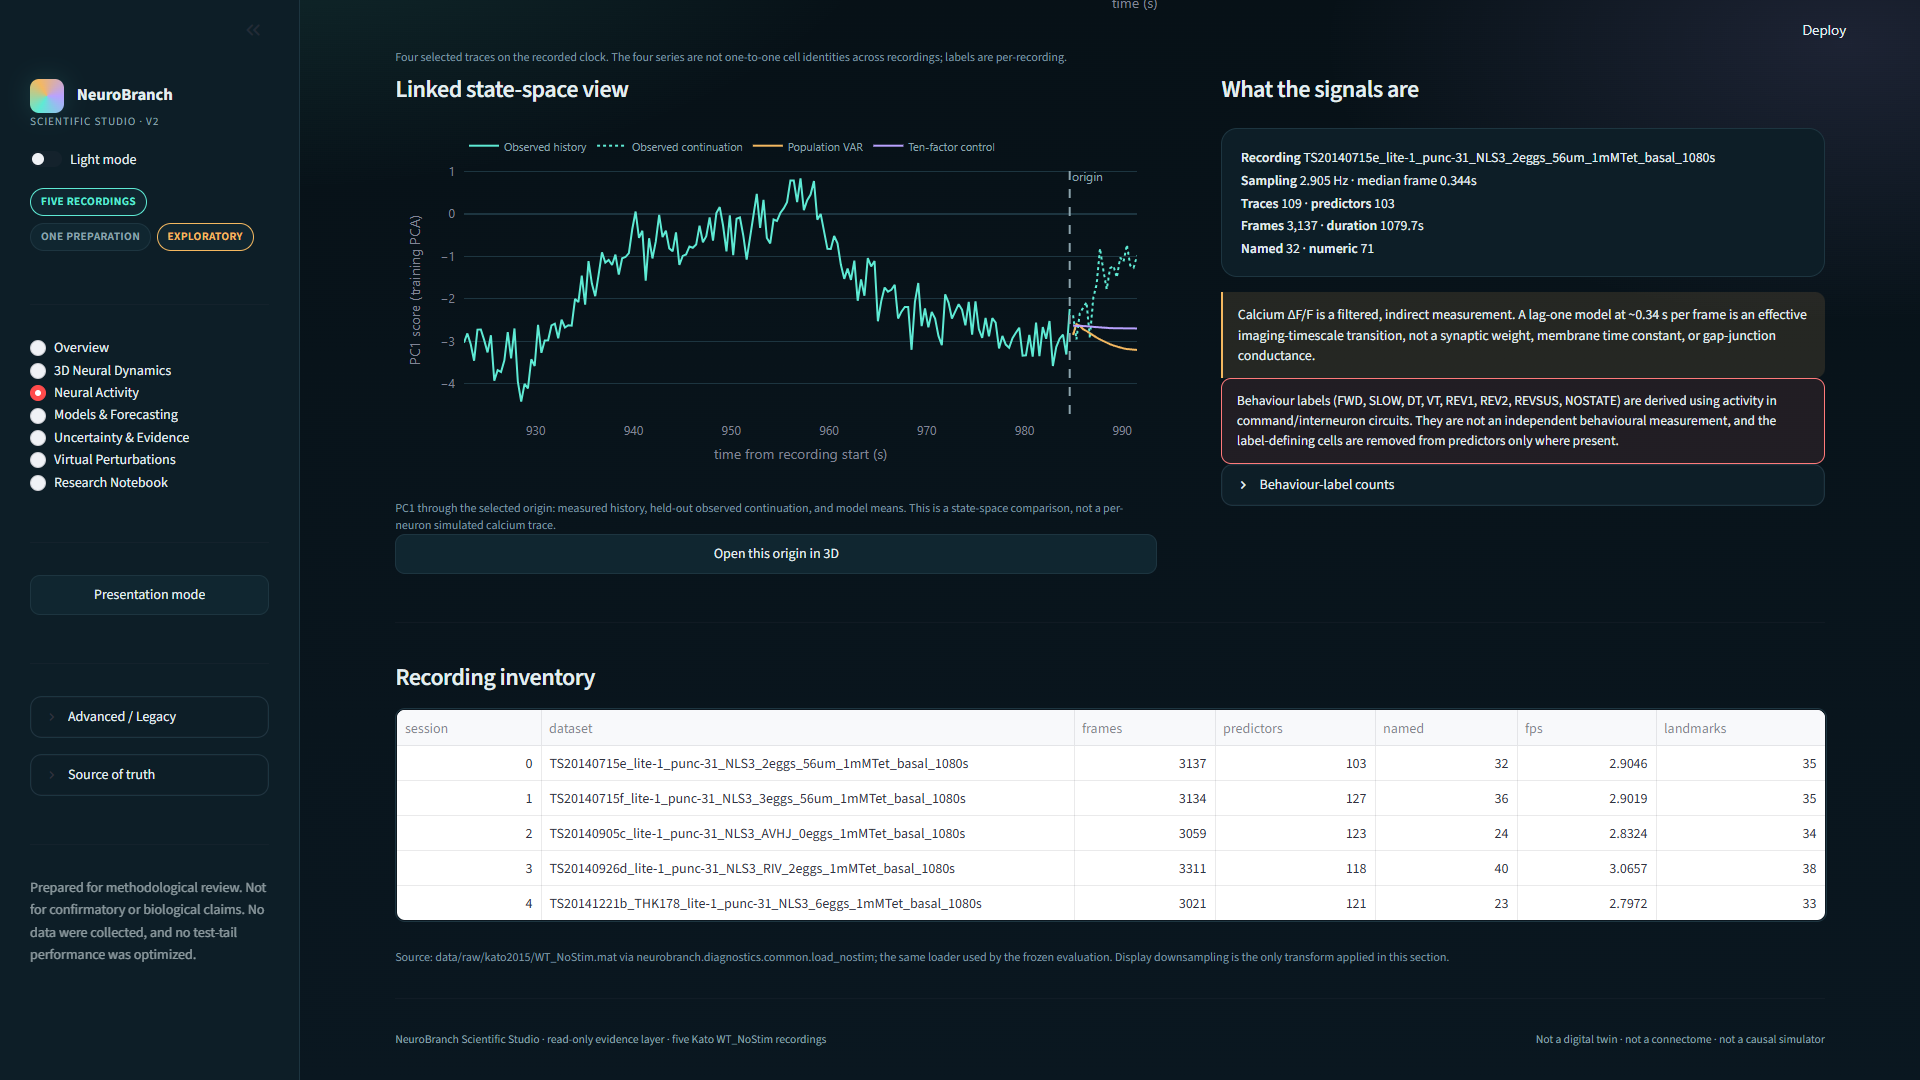 time (s)
Deploy
NeuroBranch
SCIENTIFIC STUDIO · V2
Light mode
FIVE RECORDINGS
ONE PREPARATION
EXPLORATORY
Overview
3D Neural Dynamics
Neural Activity
Models & Forecasting
Uncertainty & Evidence
Virtual Perturbations
Research Notebook
Presentation mode
Advanced / Legacy
Source of truth
Prepared for methodological review. Not
for confirmatory or biological claims. No
data were collected, and no test-tail
performance was optimized.
Four selected traces on the recorded clock. The four series are not one-to-one cell identities across recordings; labels are per-recording.
Linked state-space view
Observed history
Observed continuation
Population VAR
Ten-factor control
origin
PC1 score (training PCA)
1
0
−1
−2
−3
−4
930
940
950
960
970
980
990
time from recording start (s)
PC1 through the selected origin: measured history, held-out observed continuation, and model means. This is a state-space comparison, not a per-
neuron simulated calcium trace.
Open this origin in 3D
What the signals are
Recording TS20140715e_lite-1_punc-31_NLS3_2eggs_56um_1mMTet_basal_1080s
Sampling 2.905 Hz · median frame 0.344s
Traces 109 · predictors 103
Frames 3,137 · duration 1079.7s
Named 32 · numeric 71
Calcium ΔF/F is a filtered, indirect measurement. A lag-one model at ~0.34 s per frame is an effective
imaging-timescale transition, not a synaptic weight, membrane time constant, or gap-junction
conductance.
Behaviour labels (FWD, SLOW, DT, VT, REV1, REV2, REVSUS, NOSTATE) are derived using activity in
command/interneuron circuits. They are not an independent behavioural measurement, and the
label-defining cells are removed from predictors only where present.
Behaviour-label counts
Recording inventory
session dataset frames predictors named fps landmarks
0 TS20140715e_lite-1_punc-31_NLS3_2eggs_56um_1mMTet_basal_1080s 3137 103 32 2.9046 35
1 TS20140715f_lite-1_punc-31_NLS3_3eggs_56um_1mMTet_basal_1080s 3134 127 36 2.9019 35
2 TS20140905c_lite-1_punc-31_NLS3_AVHJ_0eggs_1mMTet_basal_1080s 3059 123 24 2.8324 34
3 TS20140926d_lite-1_punc-31_NLS3_RIV_2eggs_1mMTet_basal_1080s 3311 118 40 3.0657 38
4 TS20141221b_THK178_lite-1_punc-31_NLS3_6eggs_1mMTet_basal_1080s 3021 121 23 2.7972 33
Source: data/raw/kato2015/WT_NoStim.mat via neurobranch.diagnostics.common.load_nostim; the same loader used by the frozen evaluation. Display downsampling is the only transform applied in this section.
NeuroBranch Scientific Studio · read-only evidence layer · five Kato WT_NoStim recordings
Not a digital twin · not a connectome · not a causal simulator